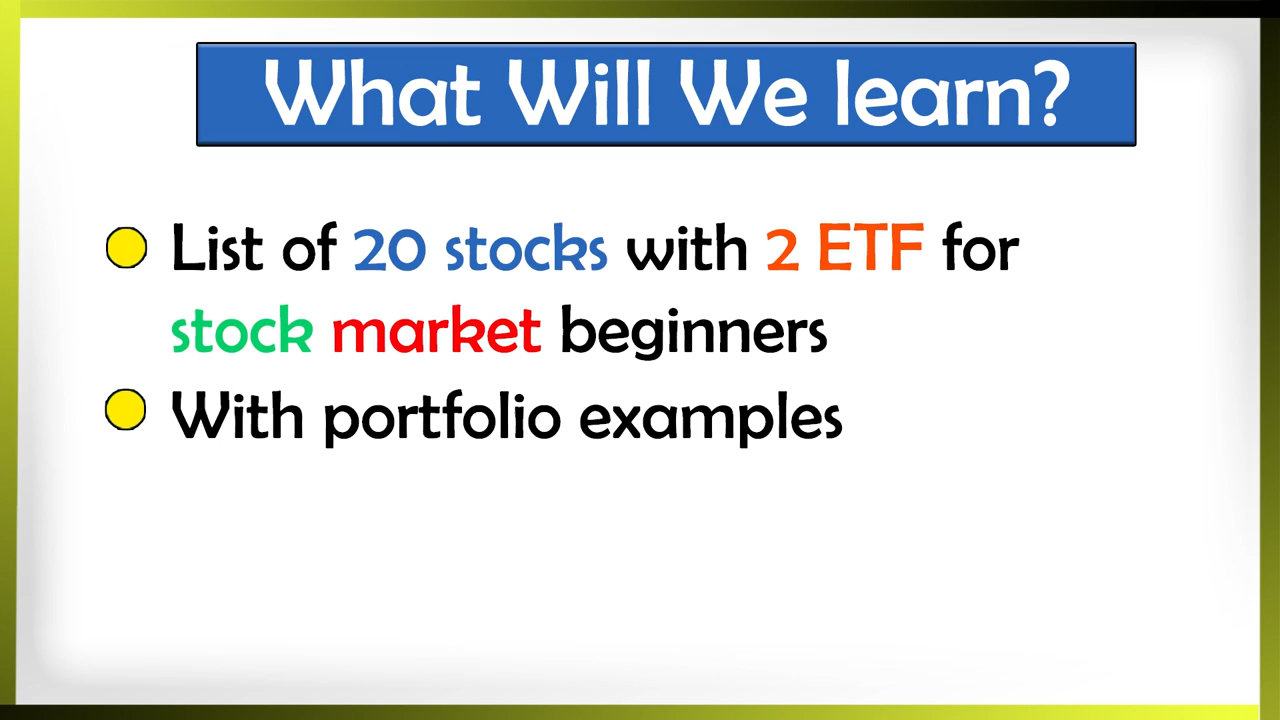 What Will We learn?
List of 20 stocks with 2 ETF for
stock market beginners
With portfolio examples